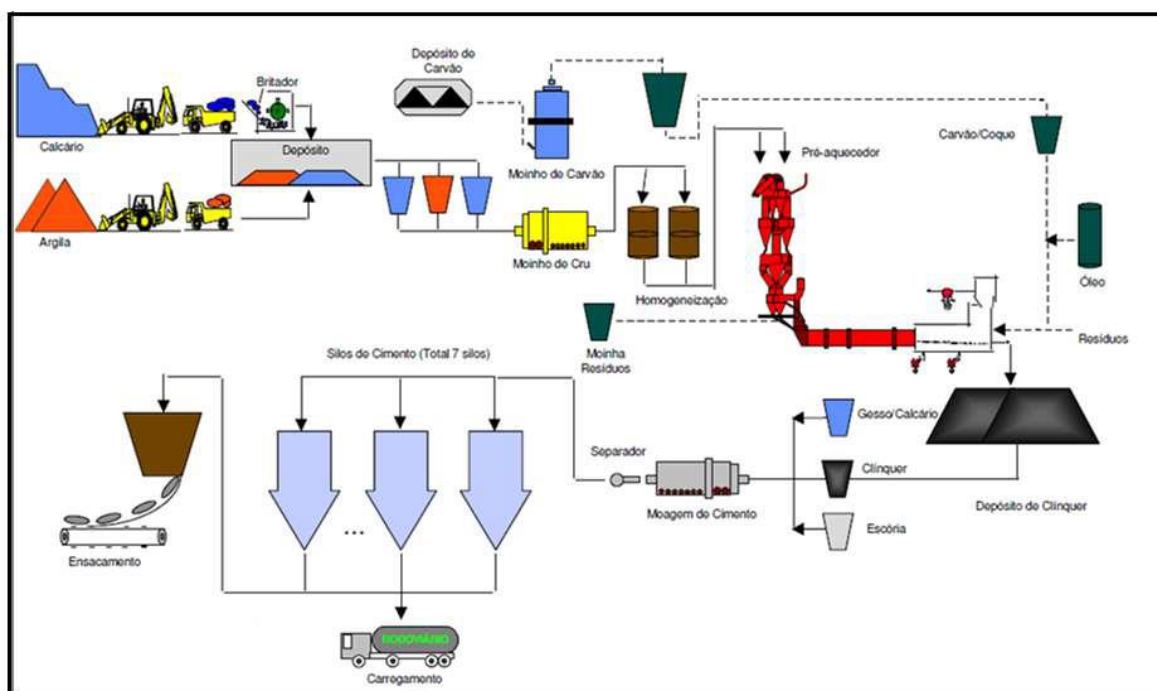 Depósito de
Carvão
Britador
Calcário
Depósito
Moinho de Carvão
Pré-aquecedor
Carvão/Coque
Argila
Moinho de Cru
Homogeneização
Óleo
Moinha
Resíduos
Resíduos
Silos de Cimento (Total 7 silos)
Gesso/Calcário
Separador
Clínquer
Moagem de Cimento
Depósito de Clínquer
Escória
...
Ensacamento
RODOVIÁRIO
Carregamento